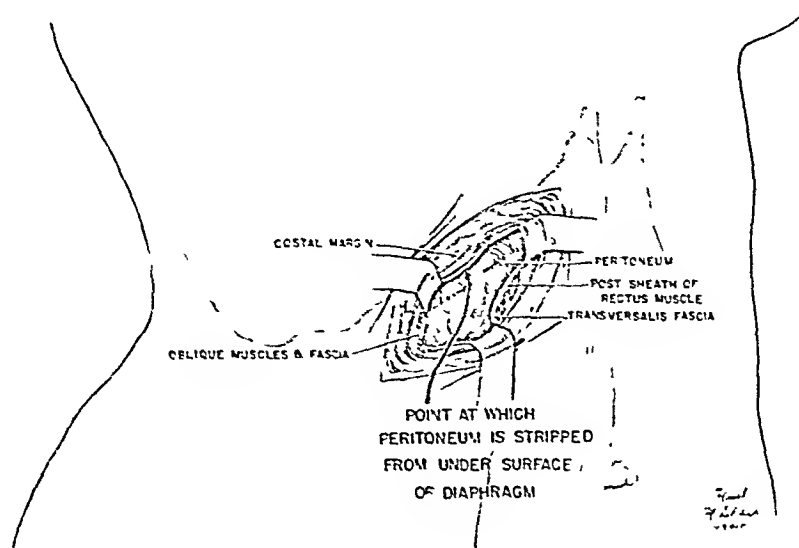 COSTAL MARGIN
PERITONEUM
POST SHEATH OF
RECTUS MUSCLE
TRANSVERSALIS FASCIA
OBLIQUE MUSCLES & FASCIA
POINT AT WHICH
PERITONEUM IS STRIPPED
FROM UNDER SURFACE
OF DIAPHRAGM